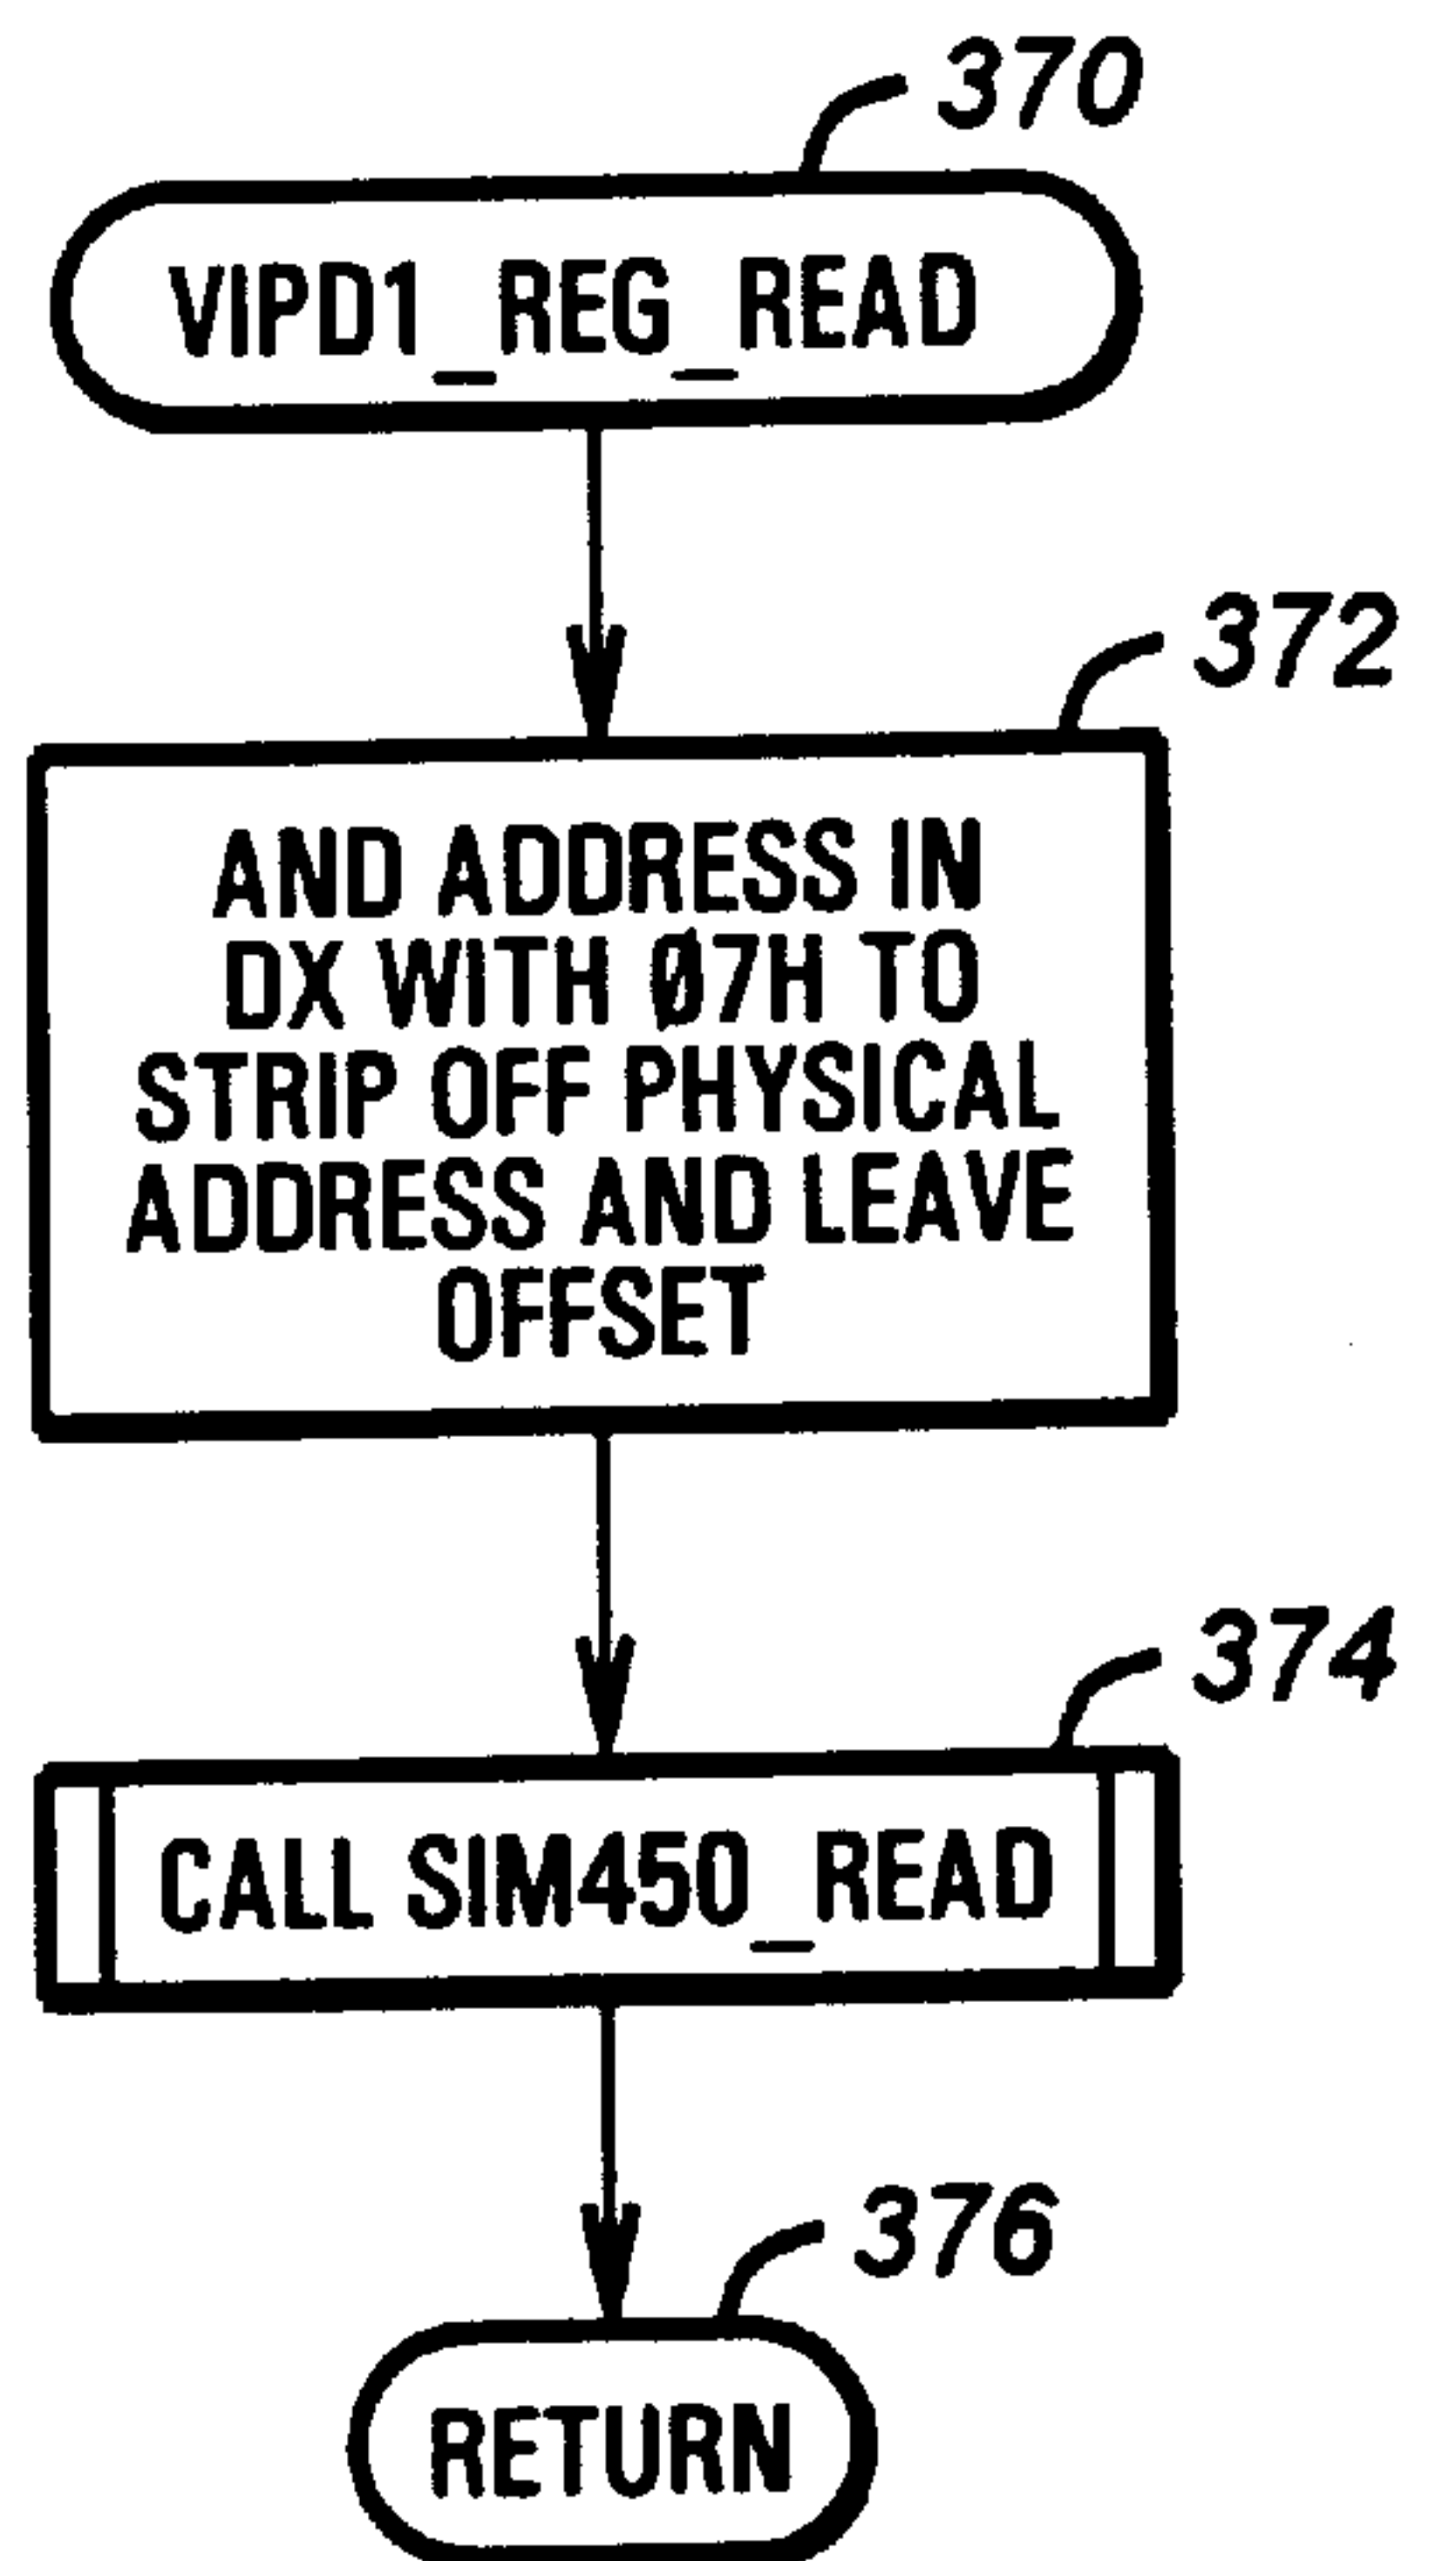 370
VIPD1_REG_READ
372
AND ADDRESS IN
DX WITH Ø7H TO
STRIP OFF PHYSICAL
ADDRESS AND LEAVE
OFFSET
374
CALL SIM450_READ
376
RETURN